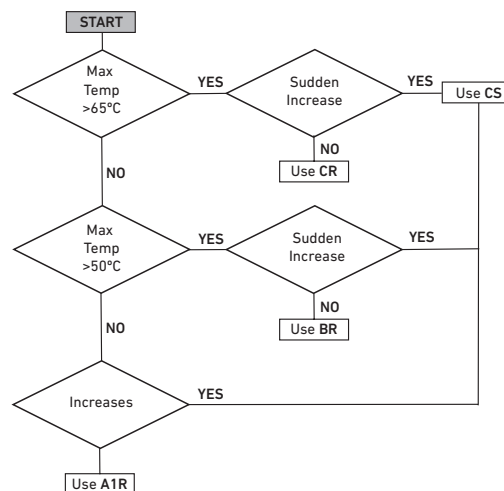 START
Max
Temp
>65°C
YES
Sudden
Increase
YES
Use CS
NO
Use CR
NO
Max
Temp
>50°C
YES
Sudden
Increase
YES
NO
Use BR
NO
Increases
YES
Use A1R